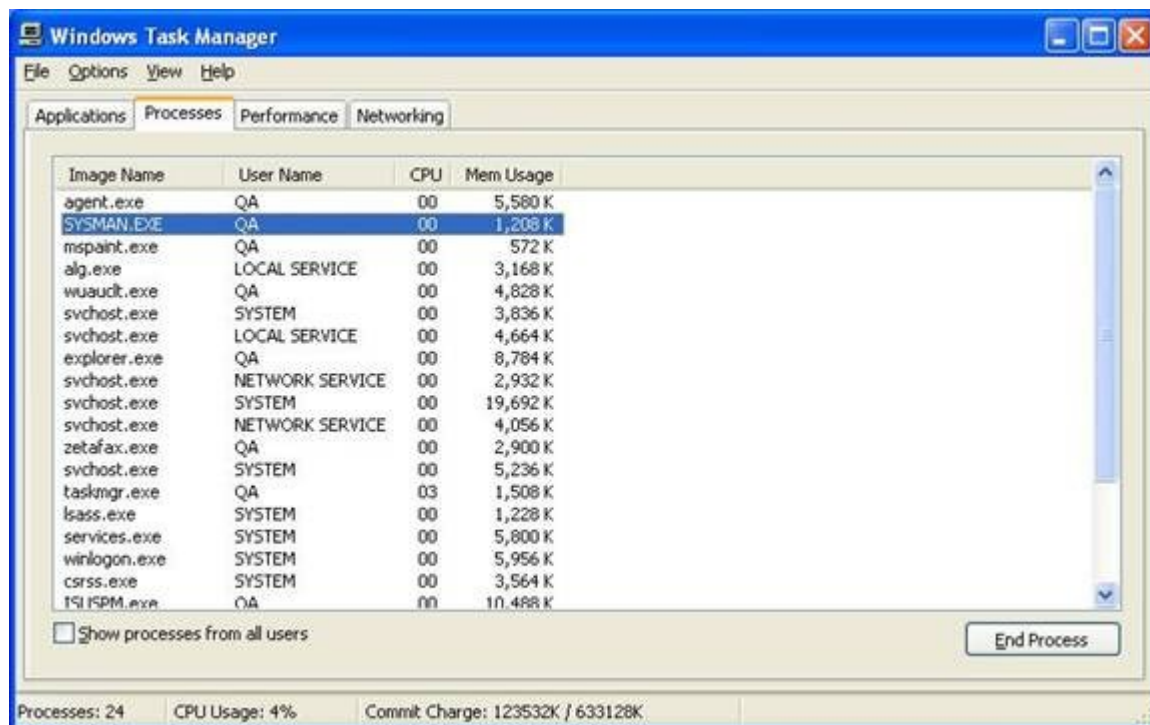 Windows Task Manager
File Options View Help
Applications Processes Performance Networking
Image Name User Name CPU Mem Usage
agent.exe QA 00 5,580 K
SYSMAN.EXE QA 00 1,208 K
mspaint.exe QA 00 572 K
alg.exe LOCAL SERVICE 00 3,168 K
wuauclt.exe QA 00 4,828 K
svchost.exe SYSTEM 00 3,836 K
svchost.exe LOCAL SERVICE 00 4,664 K
explorer.exe QA 00 8,784 K
svchost.exe NETWORK SERVICE 00 2,932 K
svchost.exe SYSTEM 00 19,692 K
svchost.exe NETWORK SERVICE 00 4,056 K
zetafax.exe QA 00 2,900 K
svchost.exe SYSTEM 00 5,236 K
taskmgr.exe QA 03 1,508 K
lsass.exe SYSTEM 00 1,228 K
services.exe SYSTEM 00 5,800 K
winlogon.exe SYSTEM 00 5,956 K
csrss.exe SYSTEM 00 3,564 K
ISUSPM.exe QA 00 10,488 K
Show processes from all users
End Process
Processes: 24 CPU Usage: 4% Commit Charge: 123532K / 633128K